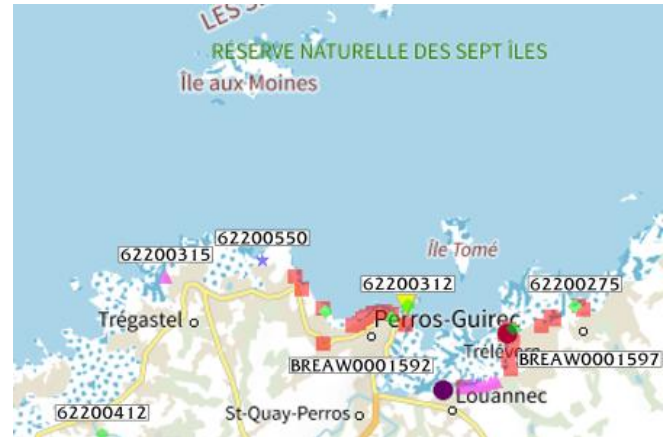 LES SE
RÉSERVE NATURELLE DES SEPT ÎLES
Île aux Moines
62200550
62200315
Île Tomé
62200312
62200275
Trégastel
Perros-Guirec
Trélévern
BREAW0001592
BREAW0001597
Louannec
62200412
St-Quay-Perros